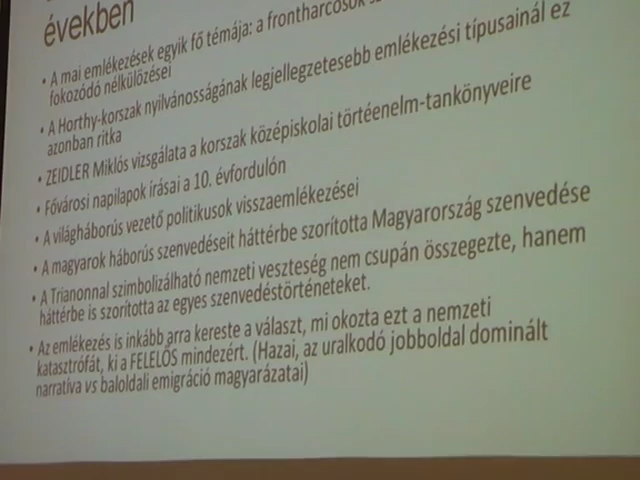 években
• A mai emlékezések egyik fő témája: a frontharcosok
fokozódó nélkülözései
• A Horthy-korszak nyilvánosságának legjellegzetesebb emlékezési típusainál ez
azonban ritka
• ZEIDLER Miklós vizsgálata a korszak középiskolai törtéenelm-tankönyveire
• Fővárosi napilapok írásai a 10. évfordulón
• A világháborús vezető politikusok visszaemlékezései
• A magyarok háborús szenvedéseit háttérbe szorította Magyarország szenvedése
• A Trianonnal szimbolizálható nemzeti veszteség nem csupán összegezte, hanem
háttérbe is szorította az egyes szenvedéstörténeteket.
• Az emlékezés is inkább arra kereste a választ, mi okozta ezt a nemzeti
katasztrófát, ki a FELELŐS mindezért. (Hazai, az uralkodó jobboldal dominált
narratíva vs baloldali emigráció magyarázatai)